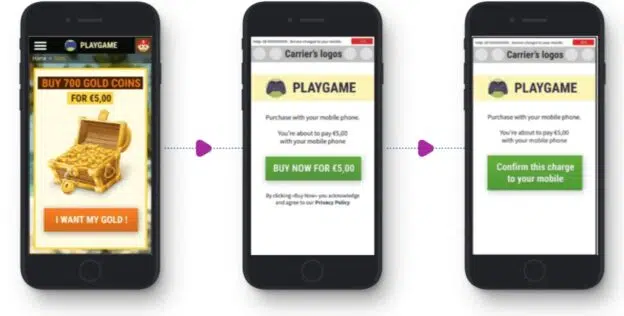 PLAYGAME
Home
BUY 700 GOLD COINS
FOR €5,00
I WANT MY GOLD !
Carrier's logos
PLAYGAME
Purchase with your mobile phone.
You're about to pay €5,00
with your mobile phone
BUY NOW FOR €5,00
By clicking «Buy Now» you acknowledge
and agree to our Privacy Policy
Carrier's logos
PLAYGAME
Purchase with your mobile phone.
You're about to pay €5,00
with your mobile phone
Confirm this charge
to your mobile